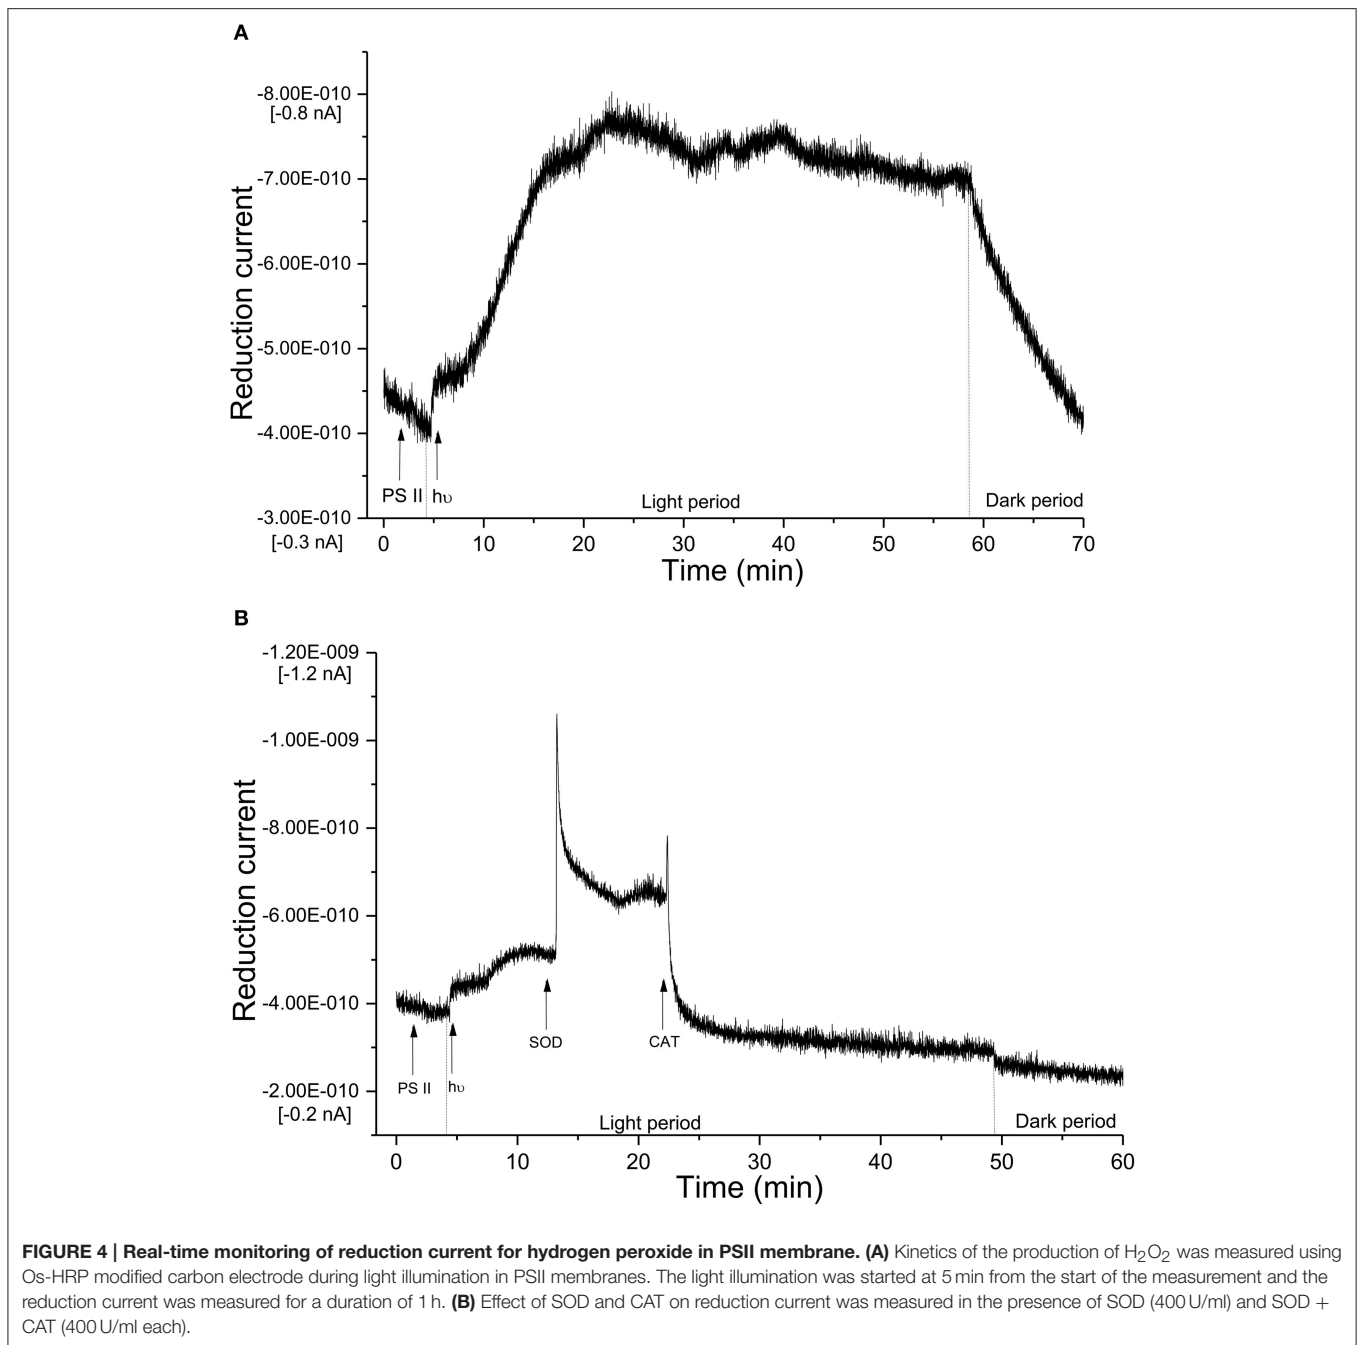 A
-8.00E-010
[-0.8 nA]
-7.00E-010
-6.00E-010
-5.00E-010
-4.00E-010
-3.00E-010
[-0.3 nA]
Reduction current
PS II hυ
Light period
Dark period
0 10 20 30 40 50 60 70
Time (min)
B
-1.20E-009
[-1.2 nA]
-1.00E-009
-8.00E-010
-6.00E-010
-4.00E-010
-2.00E-010
[-0.2 nA]
Reduction current
SOD
CAT
PS II hυ
Light period
Dark period
0 10 20 30 40 50 60
Time (min)
FIGURE 4 | Real-time monitoring of reduction current for hydrogen peroxide in PSII membrane. (A) Kinetics of the production of H₂O₂ was measured using
Os-HRP modified carbon electrode during light illumination in PSII membranes. The light illumination was started at 5 min from the start of the measurement and the
reduction current was measured for a duration of 1 h. (B) Effect of SOD and CAT on reduction current was measured in the presence of SOD (400 U/ml) and SOD +
CAT (400 U/ml each).